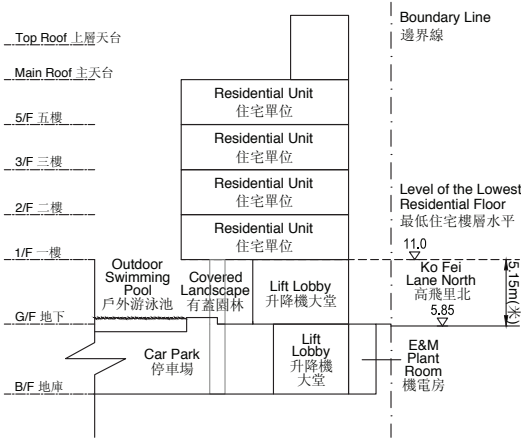 Boundary Line
邊界線
Top Roof 上層天台
Main Roof 主天台
Residential Unit
住宅單位
5/F 五樓
Residential Unit
住宅單位
3/F 三樓
Residential Unit
住宅單位
2/F 二樓
Level of the Lowest
Residential Floor
最低住宅樓層水平
Residential Unit
住宅單位
1/F 一樓
11.0
Outdoor
Swimming
Pool
戶外游泳池
Covered
Landscape
有蓋園林
Lift Lobby
升降機大堂
Ko Fei
Lane North
高飛里北
5.15m(米)
5.85
G/F 地下
Car Park
停車場
Lift
Lobby
升降機
大堂
E&M
Plant
Room
機電房
B/F 地庫